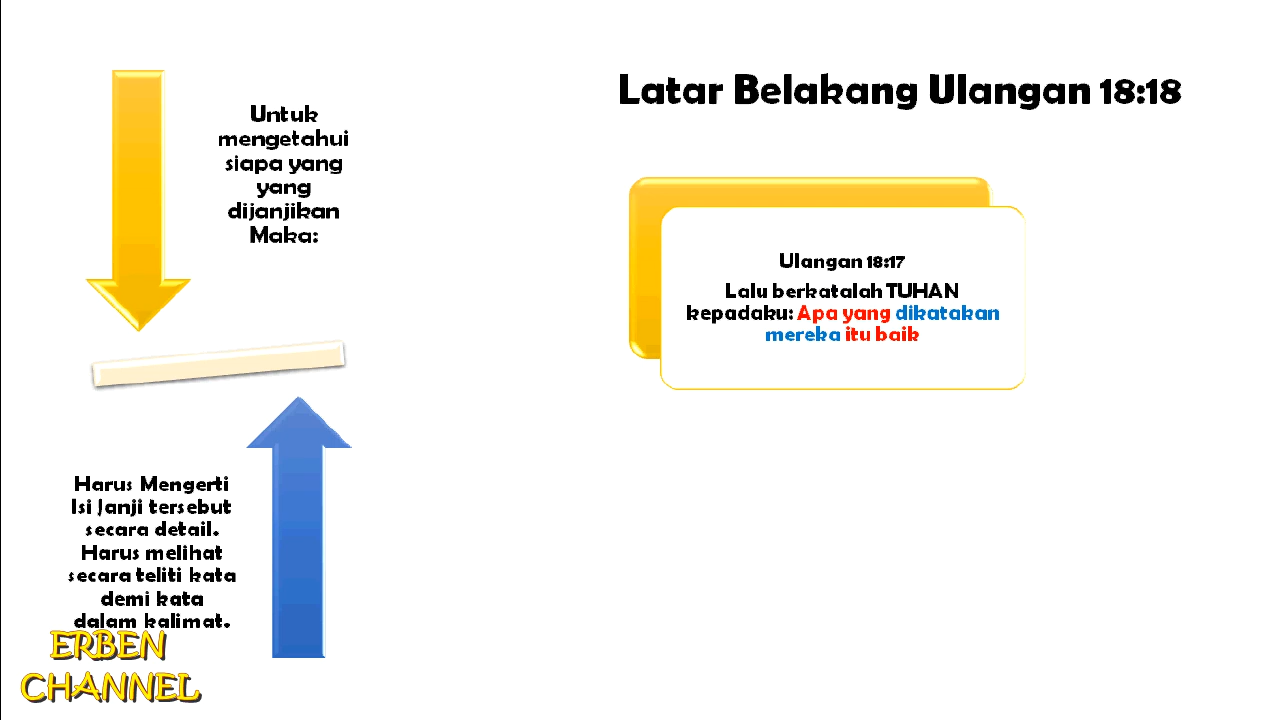 Latar Belakang Ulangan 18:18
Untuk
mengetahui
siapa yang
yang
dijanjikan
Maka:
Ulangan 18:17
Lalu berkatalah TUHAN
kepadaku: Apa yang dikatakan
mereka itu baik
Harus Mengerti
Isi Janji tersebut
secara detail.
Harus melihat
secara teliti kata
demi kata
dalam kalimat.
ERBEN
CHANNEL